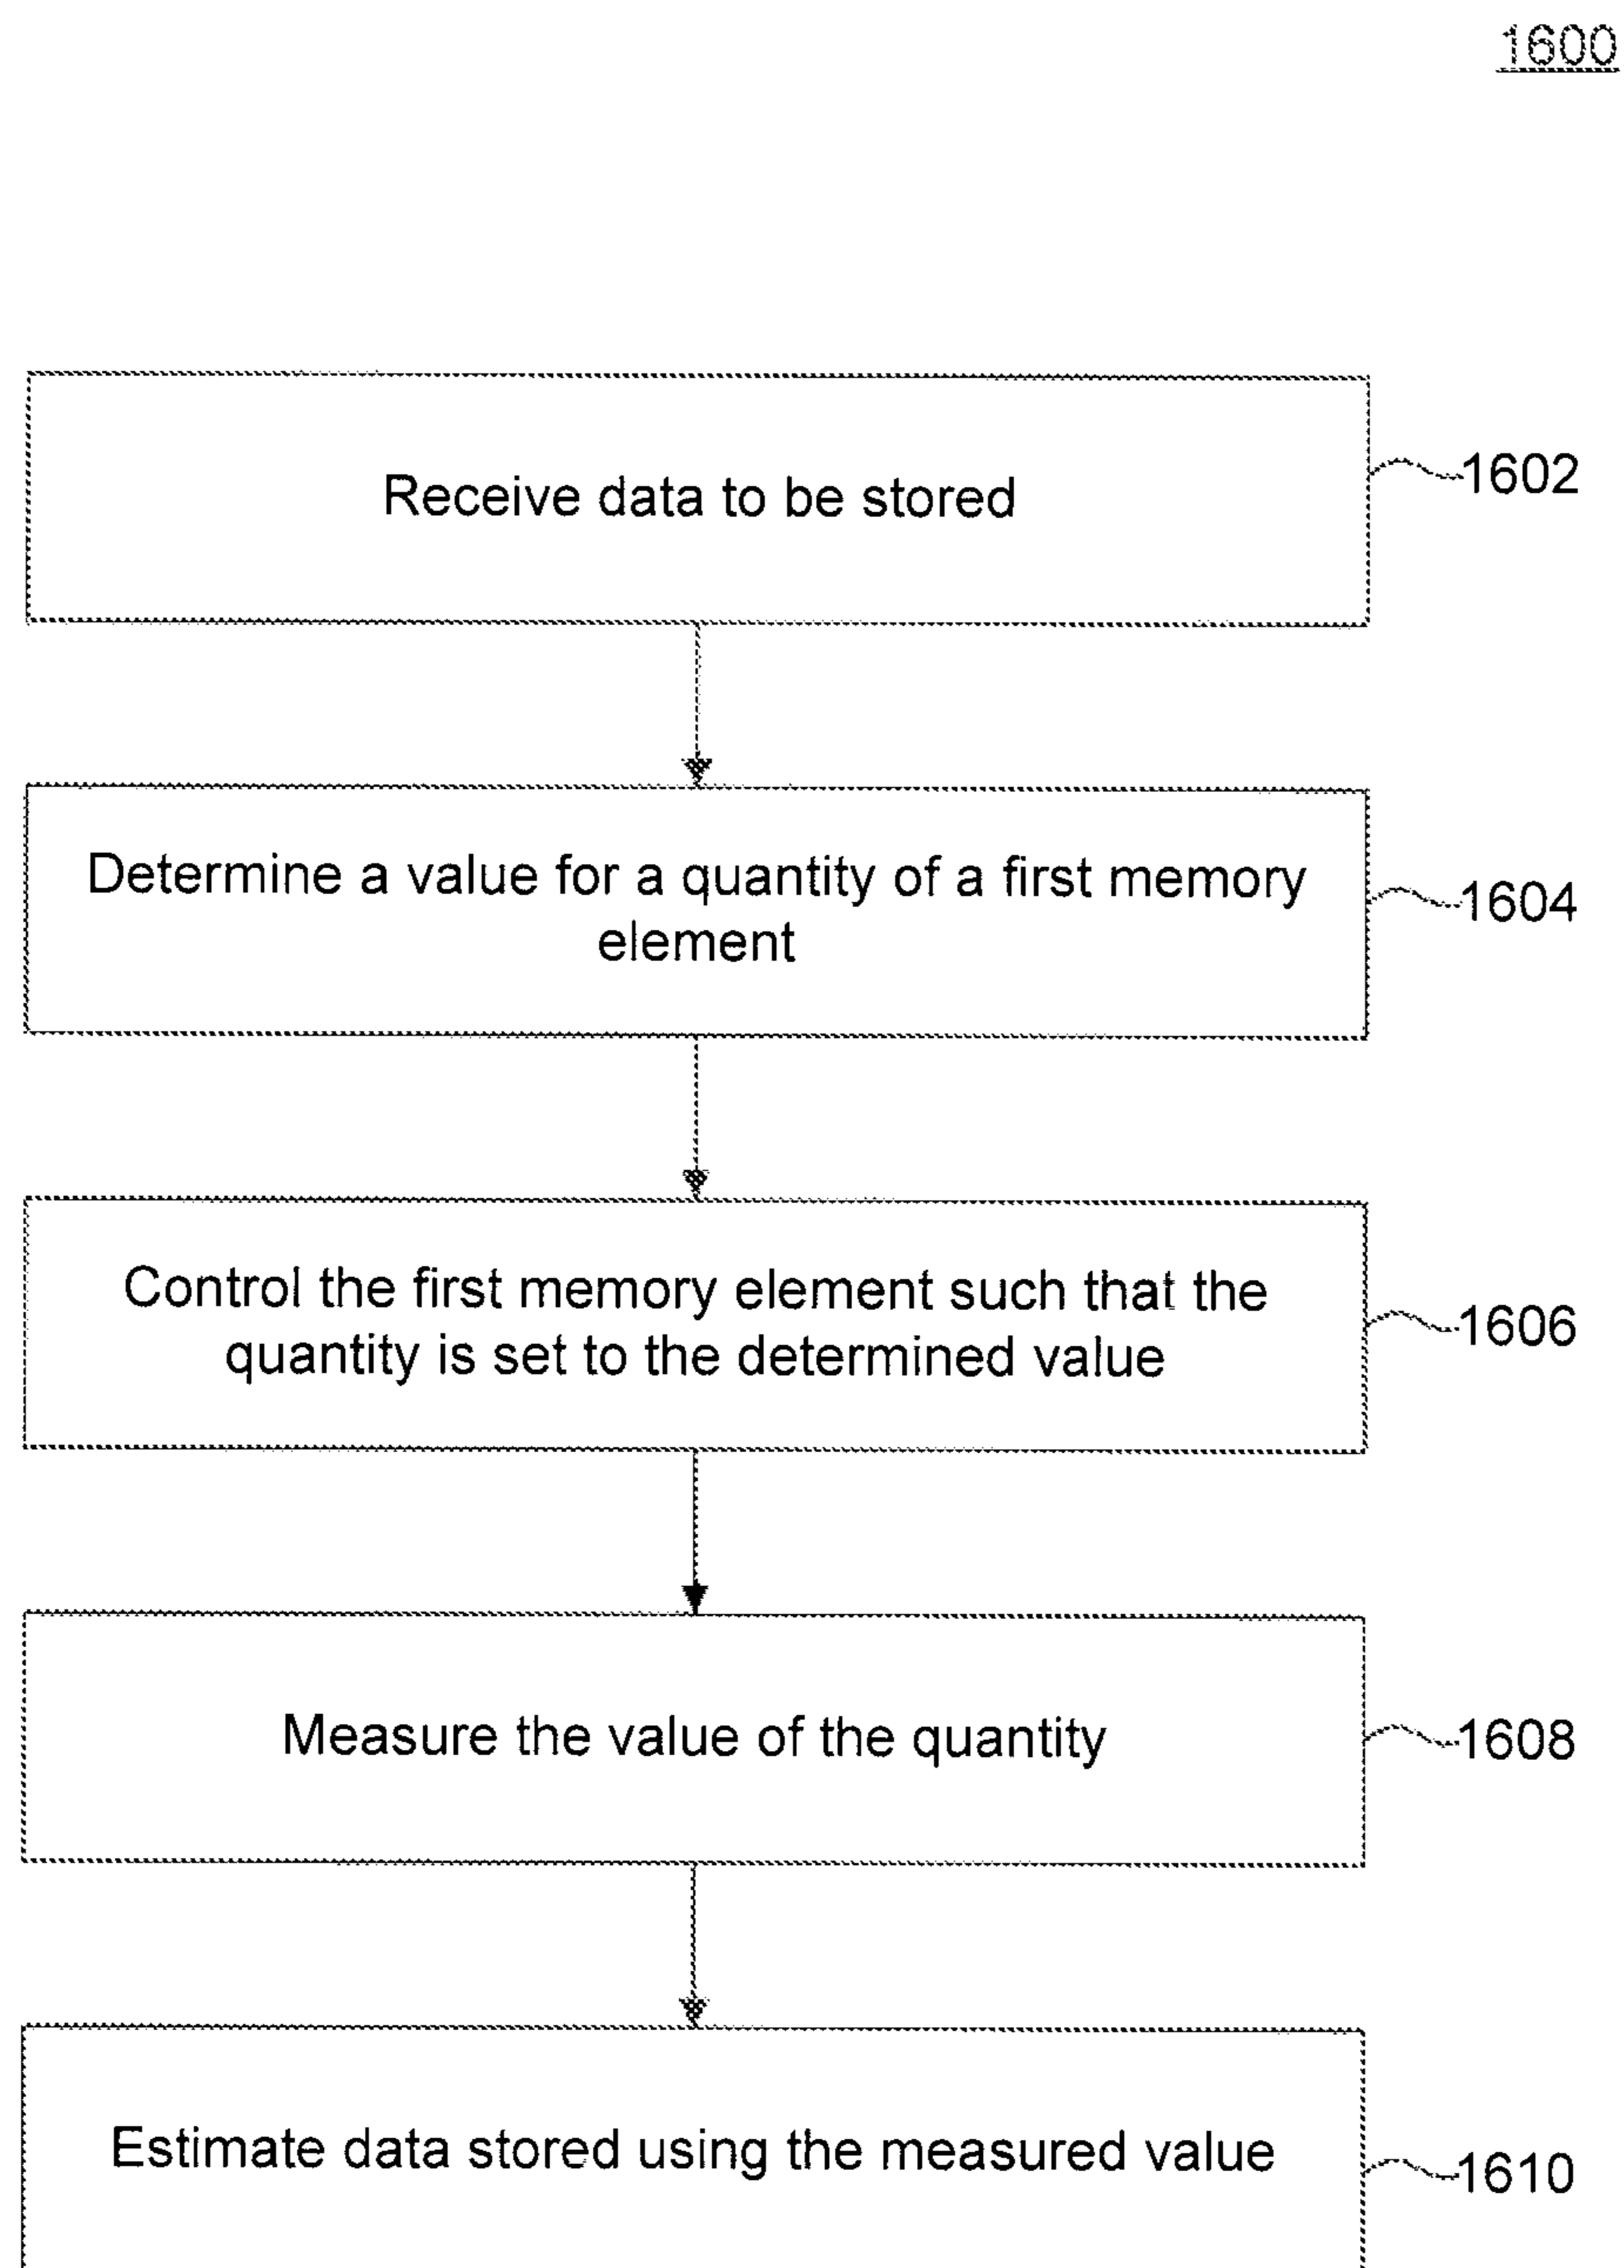 1600
Receive data to be stored
1602
Determine a value for a quantity of a first memory
element
1604
Control the first memory element such that the
quantity is set to the determined value
1606
Measure the value of the quantity
1608
Estimate data stored using the measured value
1610